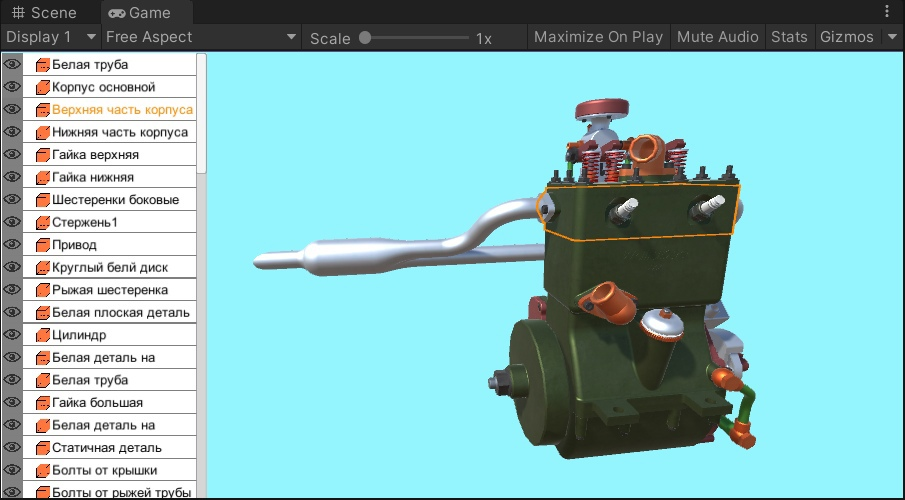 Scene Game
Display 1 Free Aspect Scale 1x Maximize On Play Mute Audio Stats Gizmos
Белая труба
Корпус основной
Верхняя часть корпуса
Нижняя часть корпуса
Гайка верхняя
Гайка нижняя
Шестеренки боковые
Стержень1
Привод
Круглый белй диск
Рыжая шестеренка
Белая плоская деталь
Цилиндр
Белая деталь на
Белая труба
Гайка большая
Белая деталь на
Статичная деталь
Болты от крышки
Болты от рыжей трубы